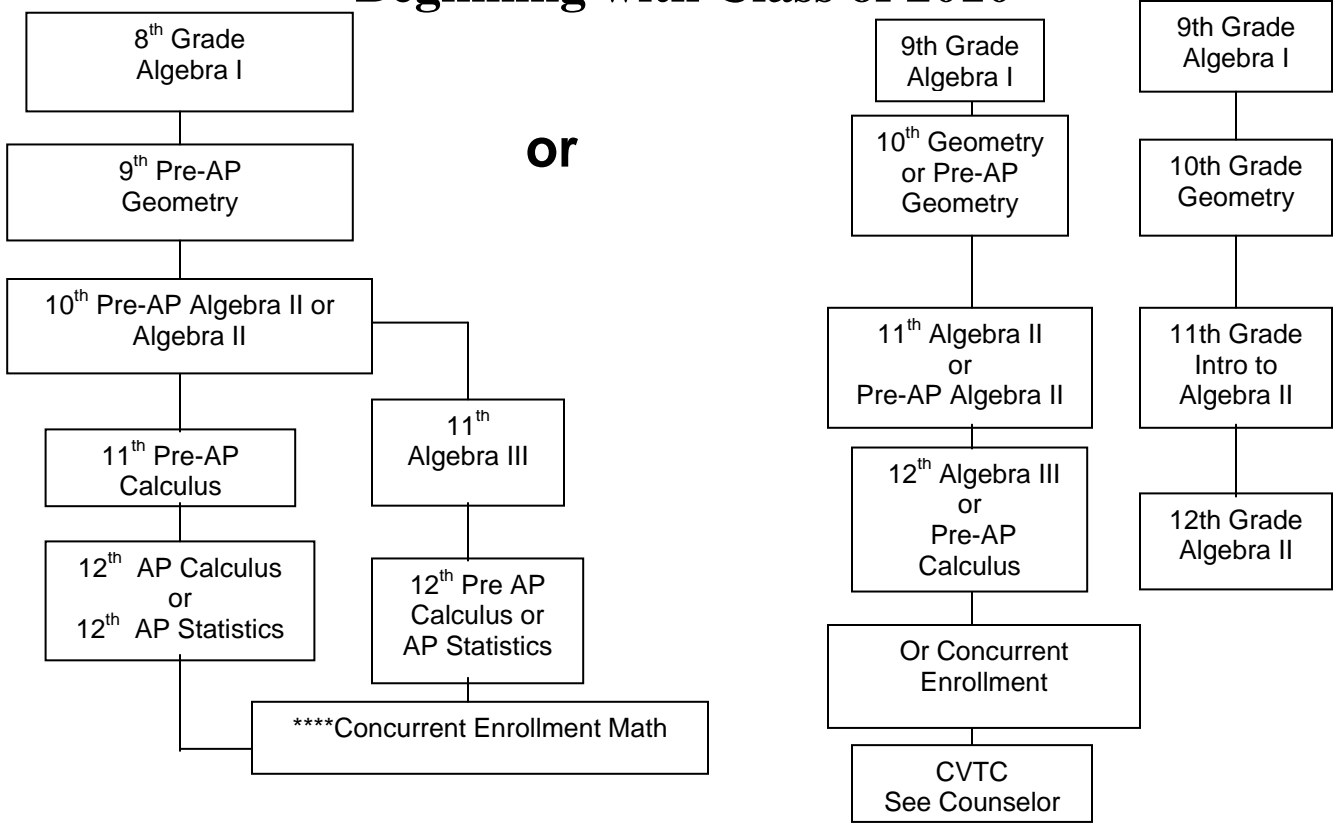 8th Grade
Algebra I
9th Pre-AP
Geometry
10th Pre-AP Algebra II or
Algebra II
11th Pre-AP
Calculus
11th
Algebra III
12th AP Calculus
or
12th AP Statistics
12th Pre AP
Calculus or
AP Statistics
****Concurrent Enrollment Math
or
9th Grade
Algebra I
10th Geometry
or Pre-AP
Geometry
11th Algebra II
or
Pre-AP Algebra II
12th Algebra III
or
Pre-AP
Calculus
Or Concurrent
Enrollment
CVTC
See Counselor
9th Grade
Algebra I
10th Grade
Geometry
11th Grade
Intro to
Algebra II
12th Grade
Algebra II